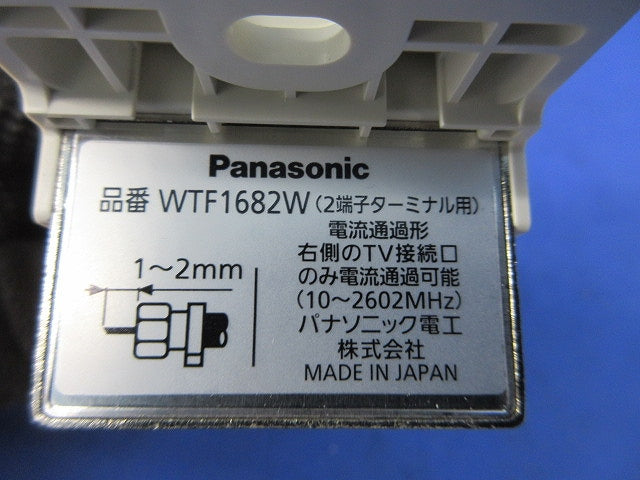 Panasonic
品番 WTF1682W(2端子ターミナル用)
1～2mm
電流通過形
右側のTV接続口
のみ電流通過可能
(10～2602MHz)
パナソニック電工
株式会社
MADE IN JAPAN